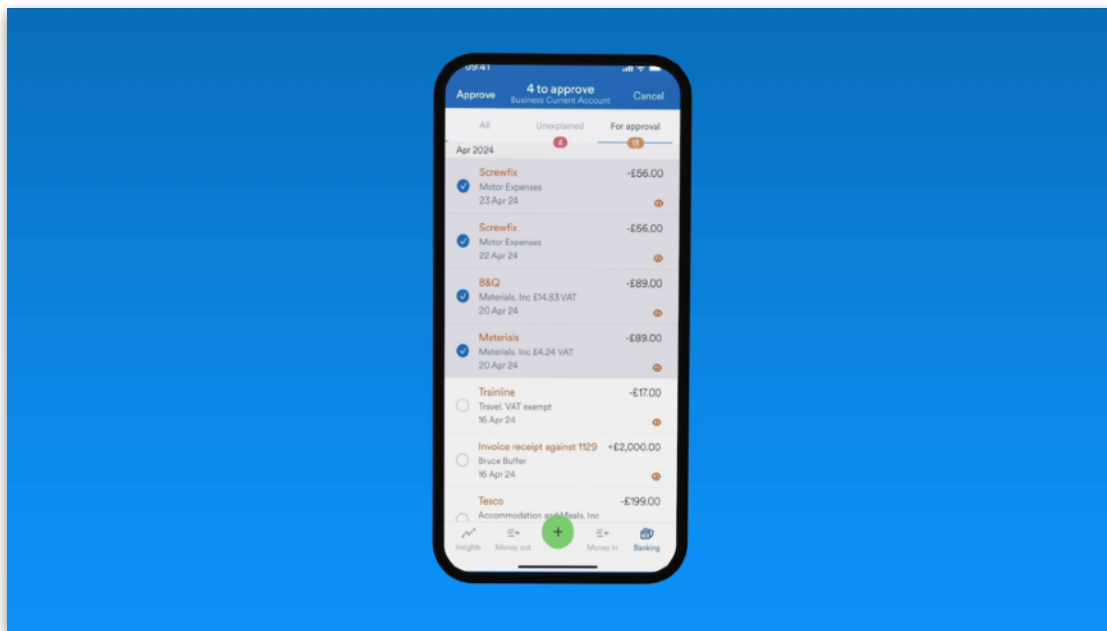 09:41
Approve
4 to approve
Cancel
Business Current Account
All
Unexplained
For approval
4
Apr 2024
Screwfix
-£56.00
Motor Expenses
23 Apr 24
Screwfix
-£56.00
Motor Expenses
22 Apr 24
B&Q
-£89.00
Materials. Inc £14.83 VAT
20 Apr 24
Materials
-£89.00
Materials. Inc £4.24 VAT
20 Apr 24
Trainline
-£17.00
Travel. VAT exempt
16 Apr 24
Invoice receipt against 1129
+£2,000.00
Bruce Buffer
16 Apr 24
Tesco
-£199.00
Accommodation and Meals. Inc
+
Insights
Money out
Money in
Banking